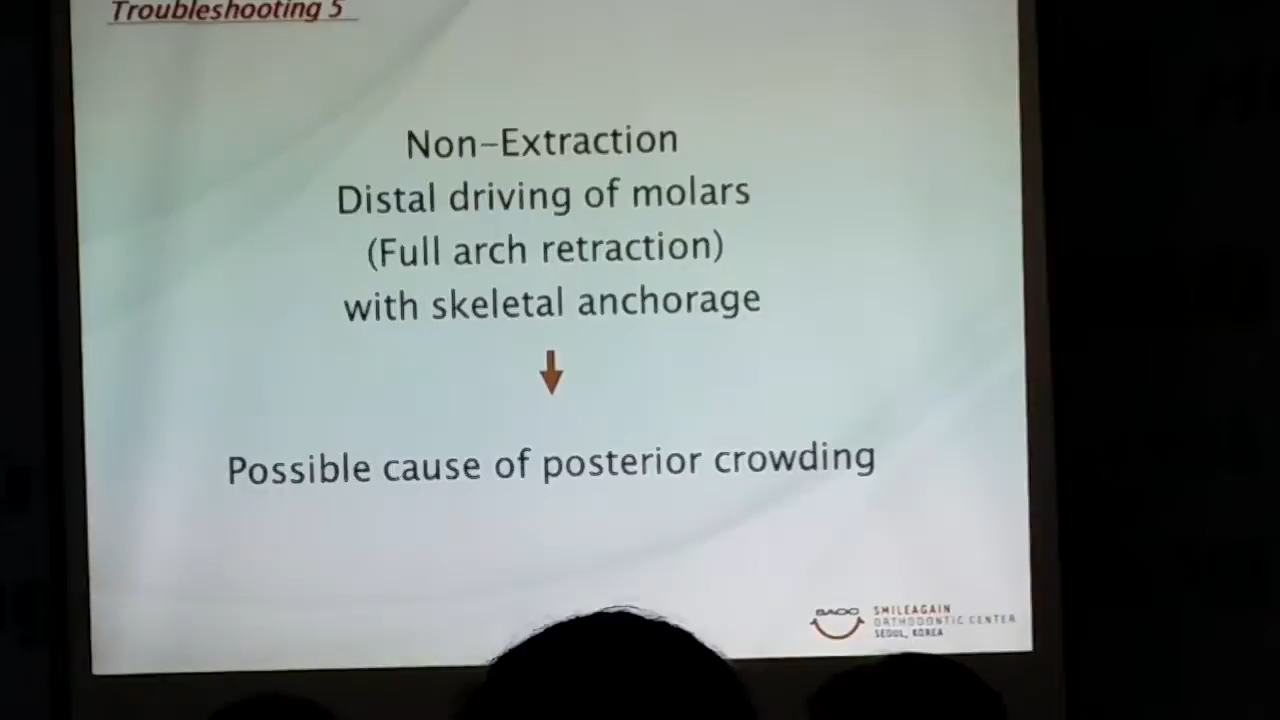 Troubleshooting 5
Non-Extraction
Distal driving of molars
(Full arch retraction)
with skeletal anchorage
Possible cause of posterior crowding
SAOC
SMILEAGAIN
ORTHODONTIC CENTER
SEOUL, KOREA